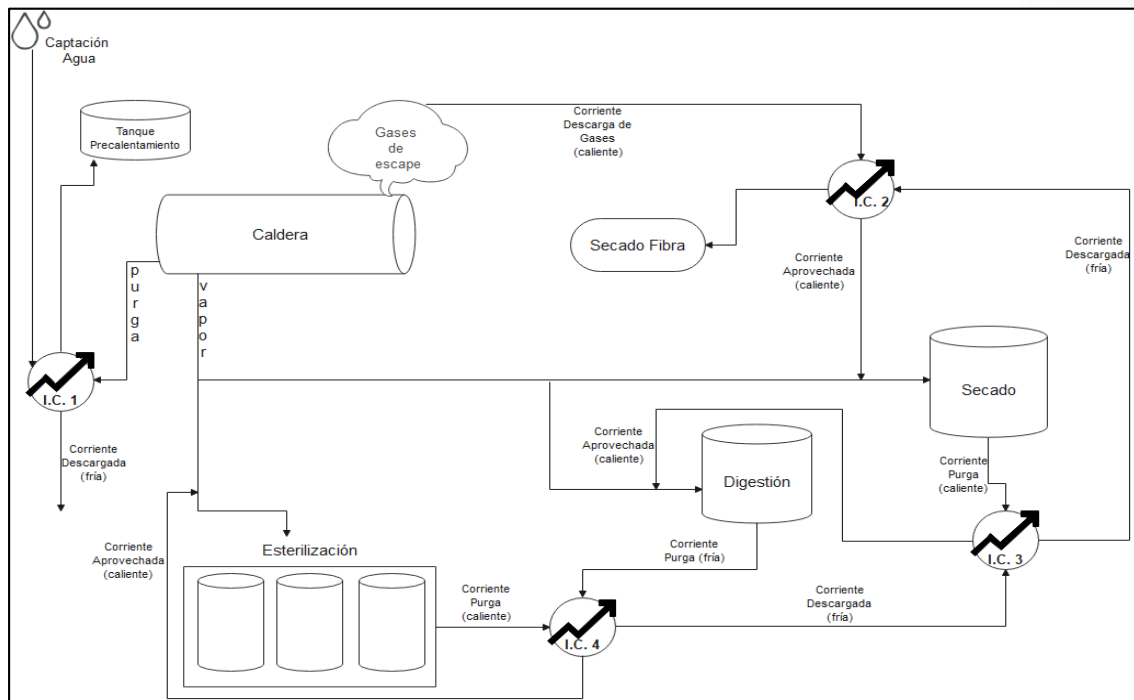 Captación
Agua
Tanque
Precalentamiento
Gases
de
escape
Corriente
Descarga de
Gases
(caliente)
I.C. 2
Caldera
Secado Fibra
Corriente
Aprovechada
(caliente)
Corriente
Descargada
(fría)
purga
vapor
I.C. 1
Secado
Corriente
Descargada
(fría)
Corriente
Aprovechada
(caliente)
Digestión
Corriente
Purga
(caliente)
Corriente
Aprovechada
(caliente)
Esterilización
Corriente
Purga (fría)
I.C. 3
Corriente
Purga
(caliente)
I.C. 4
Corriente
Descargada
(fría)